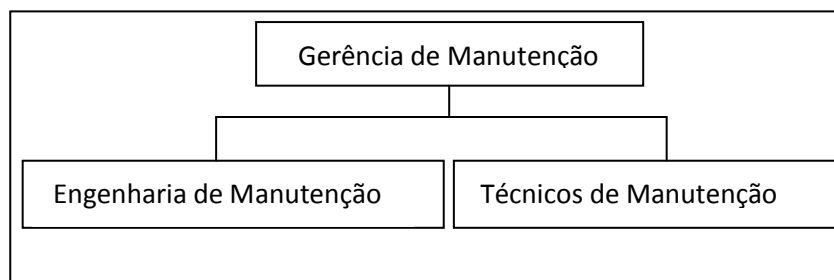 Gerência de Manutenção
Engenharia de Manutenção
Técnicos de Manutenção